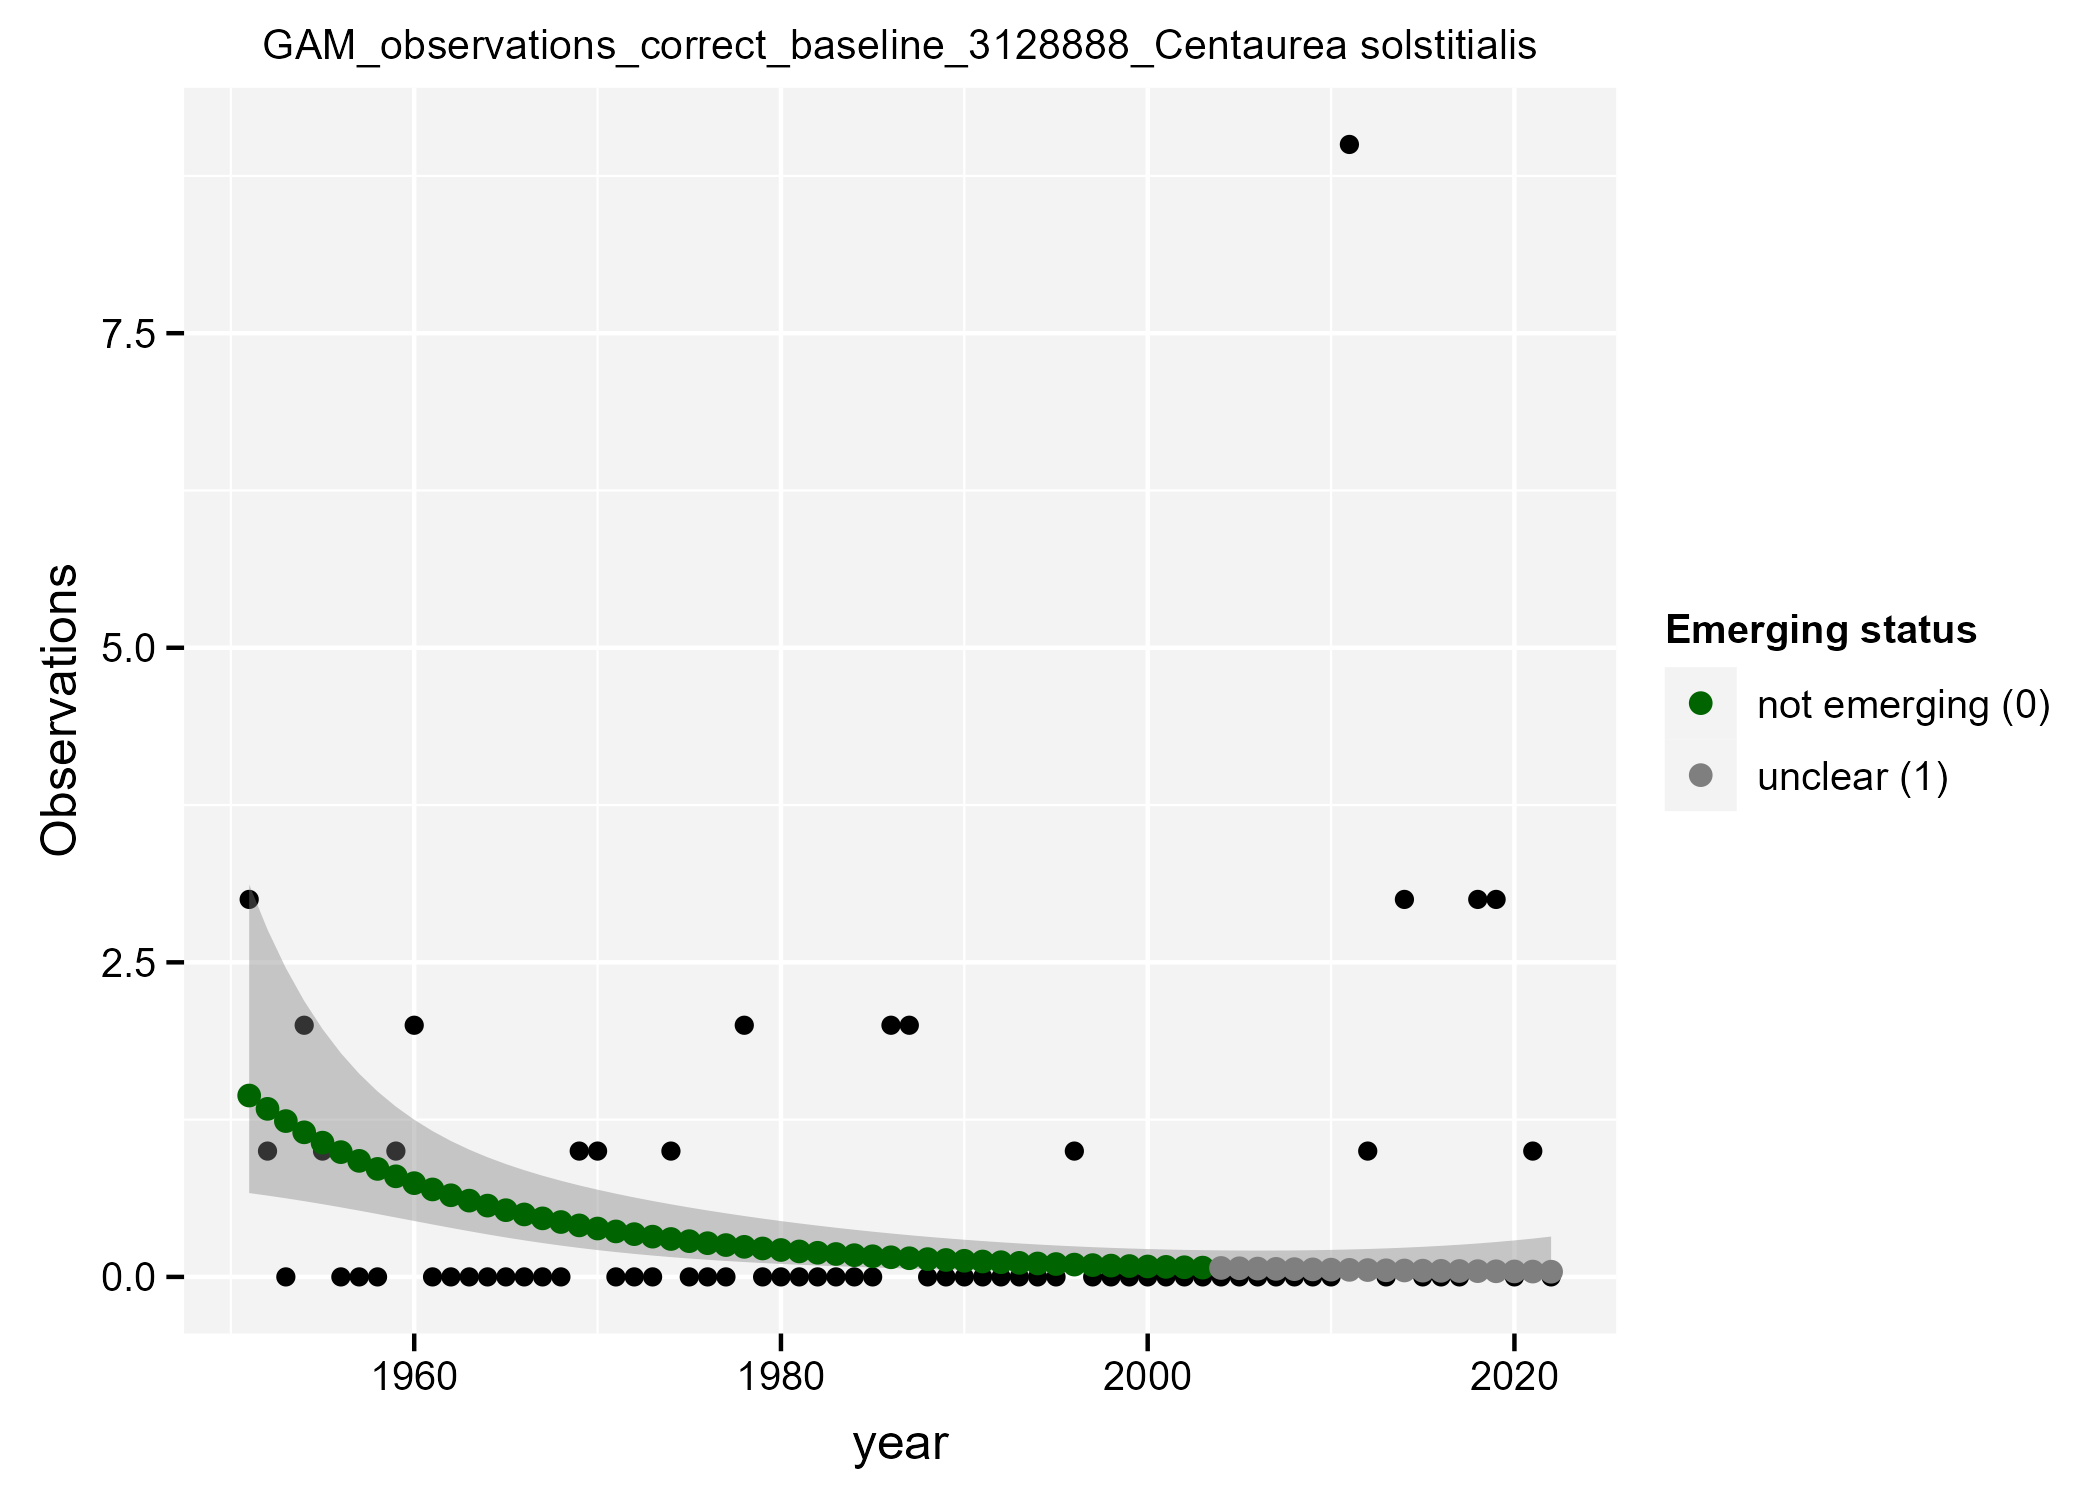 GAM_observations_correct_baseline_3128888_Centaurea solstitialis
7.5
5.0
2.5
0.0
Observations
1960
1980
2000
2020
year
Emerging status
not emerging (0)
unclear (1)